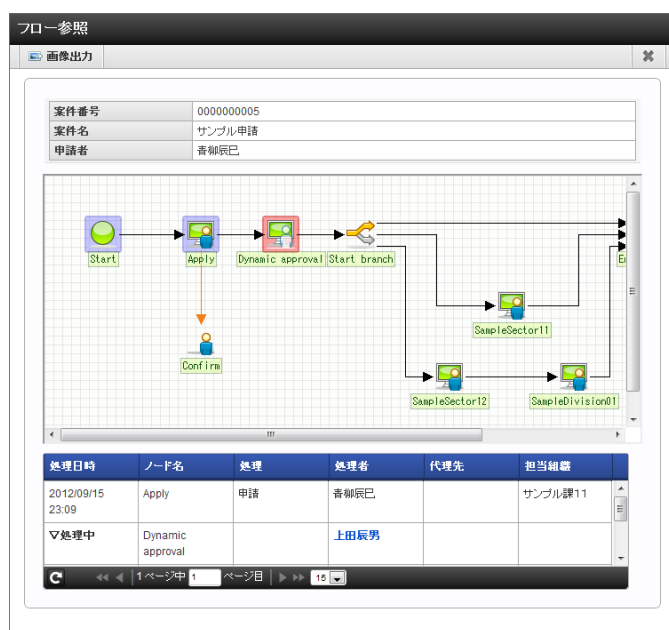 フロー参照
画像出力
案件番号 0000000005
案件名 サンプル申請
申請者 青柳辰巳
Start Apply Dynamic approval Start branch
SampleSector11
Confirm
SampleSector12 SampleDivision01
処理日時 ノード名 処理 処理者 代理先 担当組織
2012/09/15 Apply 申請 青柳辰巳 サンプル課11
23:09
▽処理中 Dynamic 上田辰男
approval
1 ページ中 1 ページ目 15